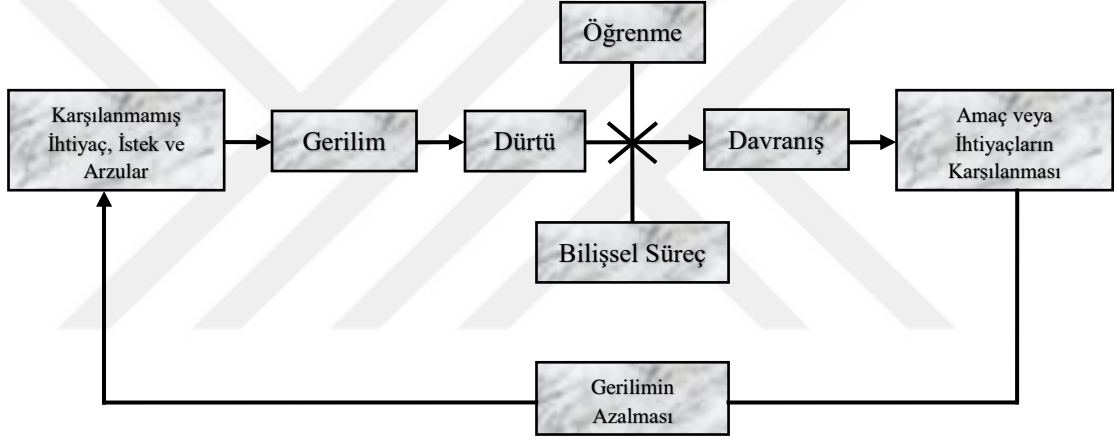 Öğrenme
Karşılanmamış
İhtiyaç, İstek ve
Arzular
Gerilim
Dürtü
Davranış
Amaç veya
İhtiyaçların
Karşılanması
Bilişsel Süreç
Gerilimin
Azalması